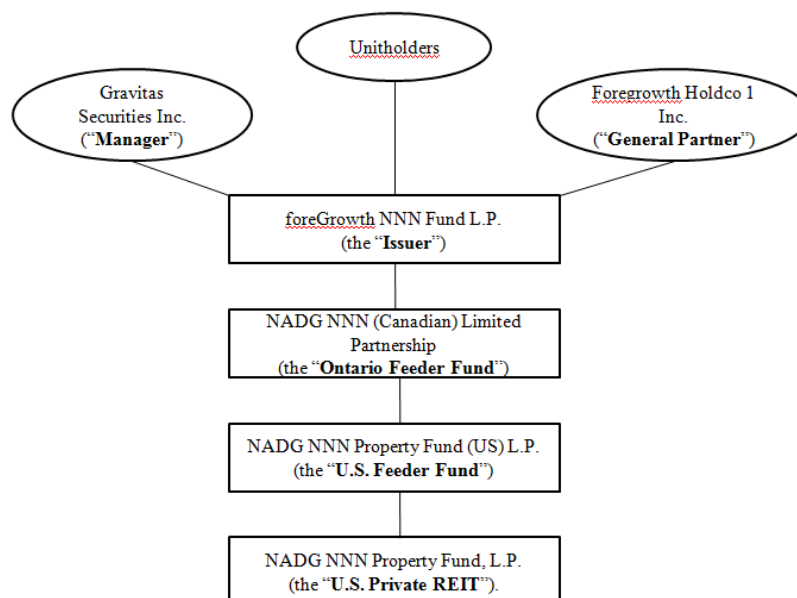 Unitholders
Gravitas
Securities Inc.
(“Manager”)
Foregrowth Holdco 1
Inc.
(“General Partner”)
foreGrowth NNN Fund L.P.
(the “Issuer”)
NADG NNN (Canadian) Limited
Partnership
(the “Ontario Feeder Fund”)
NADG NNN Property Fund (US) L.P.
(the “U.S. Feeder Fund”)
NADG NNN Property Fund, L.P.
(the “U.S. Private REIT”).